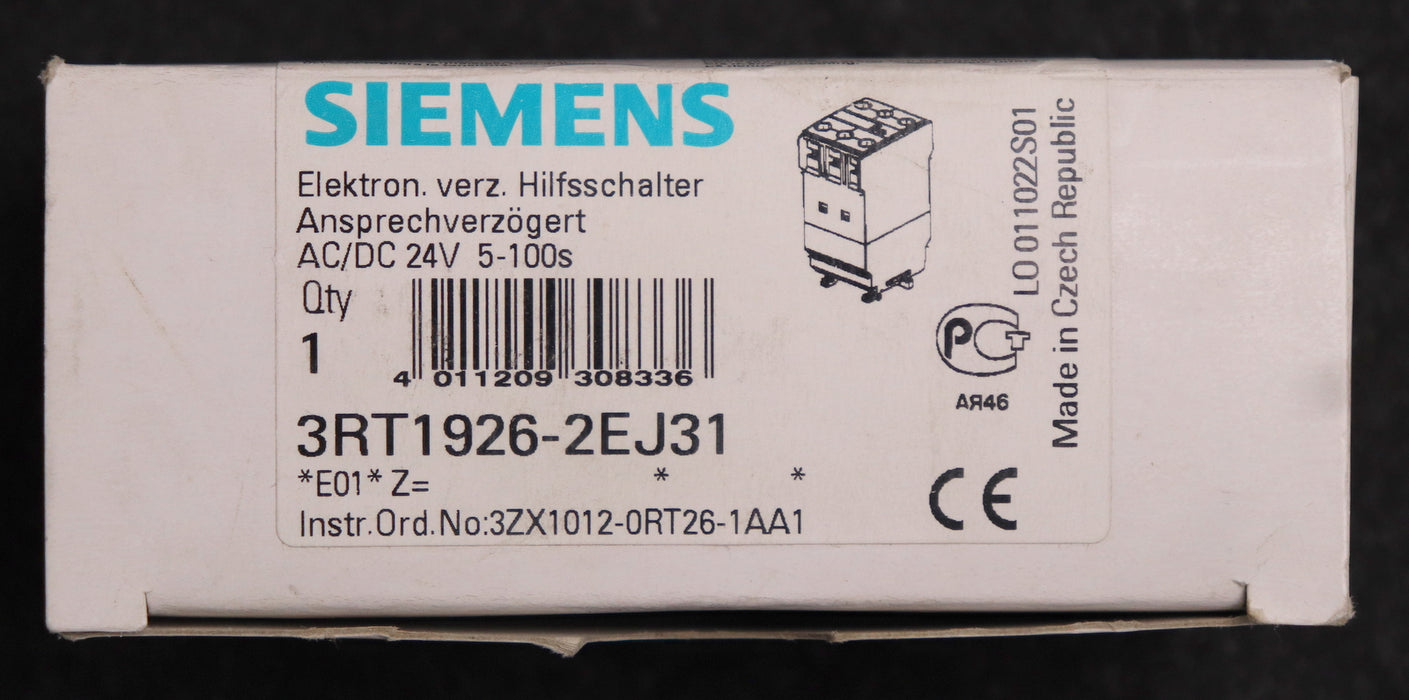 SIEMENS
Elektron. verz. Hilfsschalter
Ansprechverzögert
AC/DC 24V 5-100s
Qty
1
4 011209 308336
3RT1926-2EJ31
*E01* Z= * *
Instr.Ord.No:3ZX1012-0RT26-1AA1
LO 011022S01
Made in Czech Republic
PC
АЯ46
CE